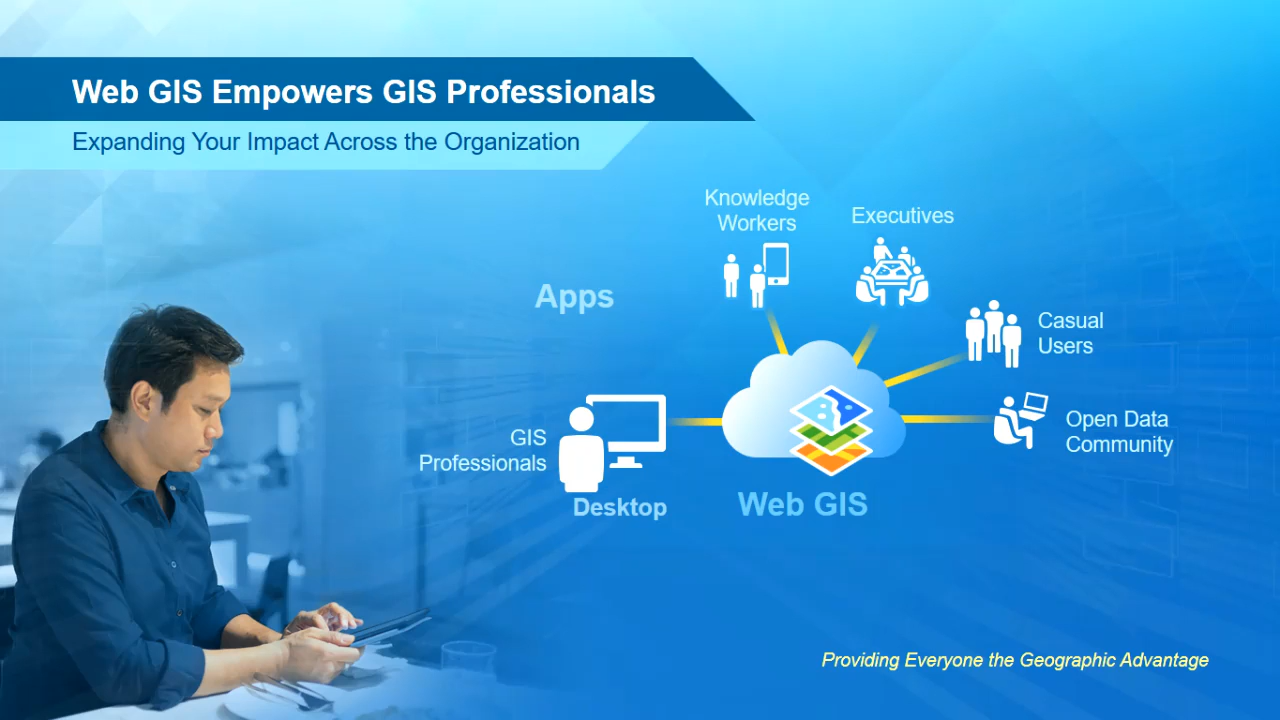 Web GIS Empowers GIS Professionals
Expanding Your Impact Across the Organization
Knowledge
Workers
Executives
Apps
Casual
Users
GIS
Professionals
Open Data
Community
Desktop
Web GIS
Providing Everyone the Geographic Advantage